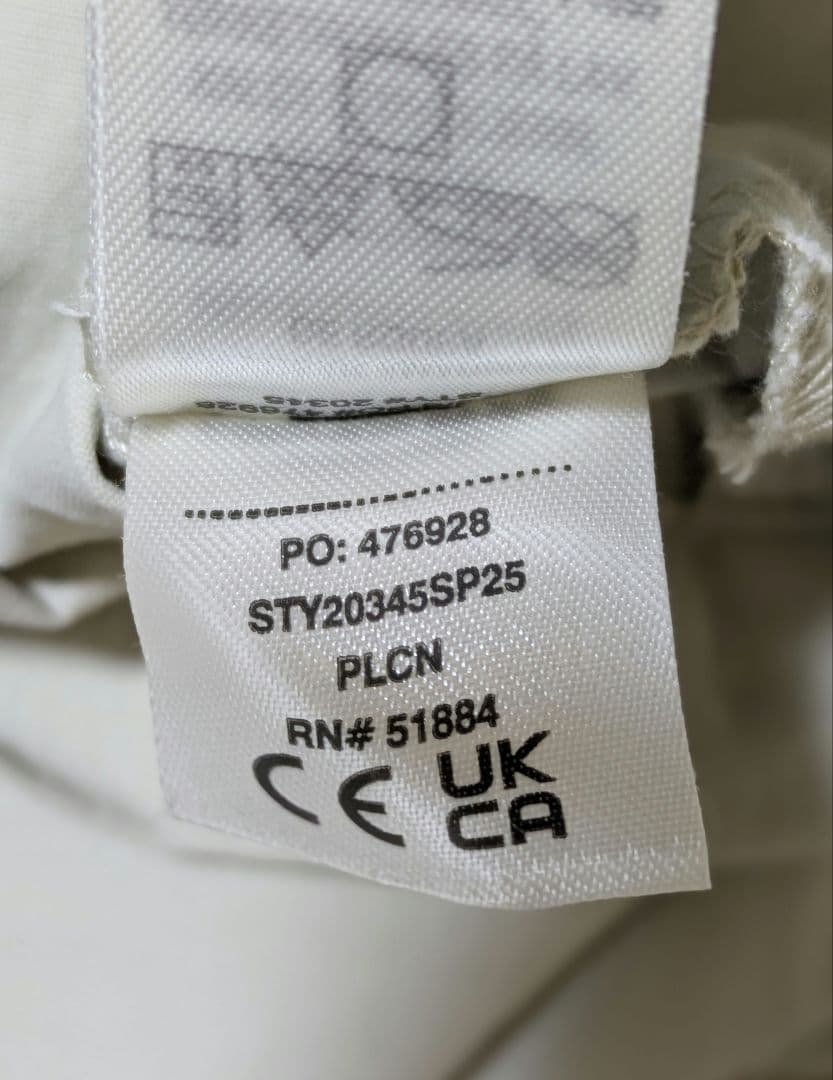 PO: 476928
STY20345SP25
PLCN
RN# 51884
CE UK
CA